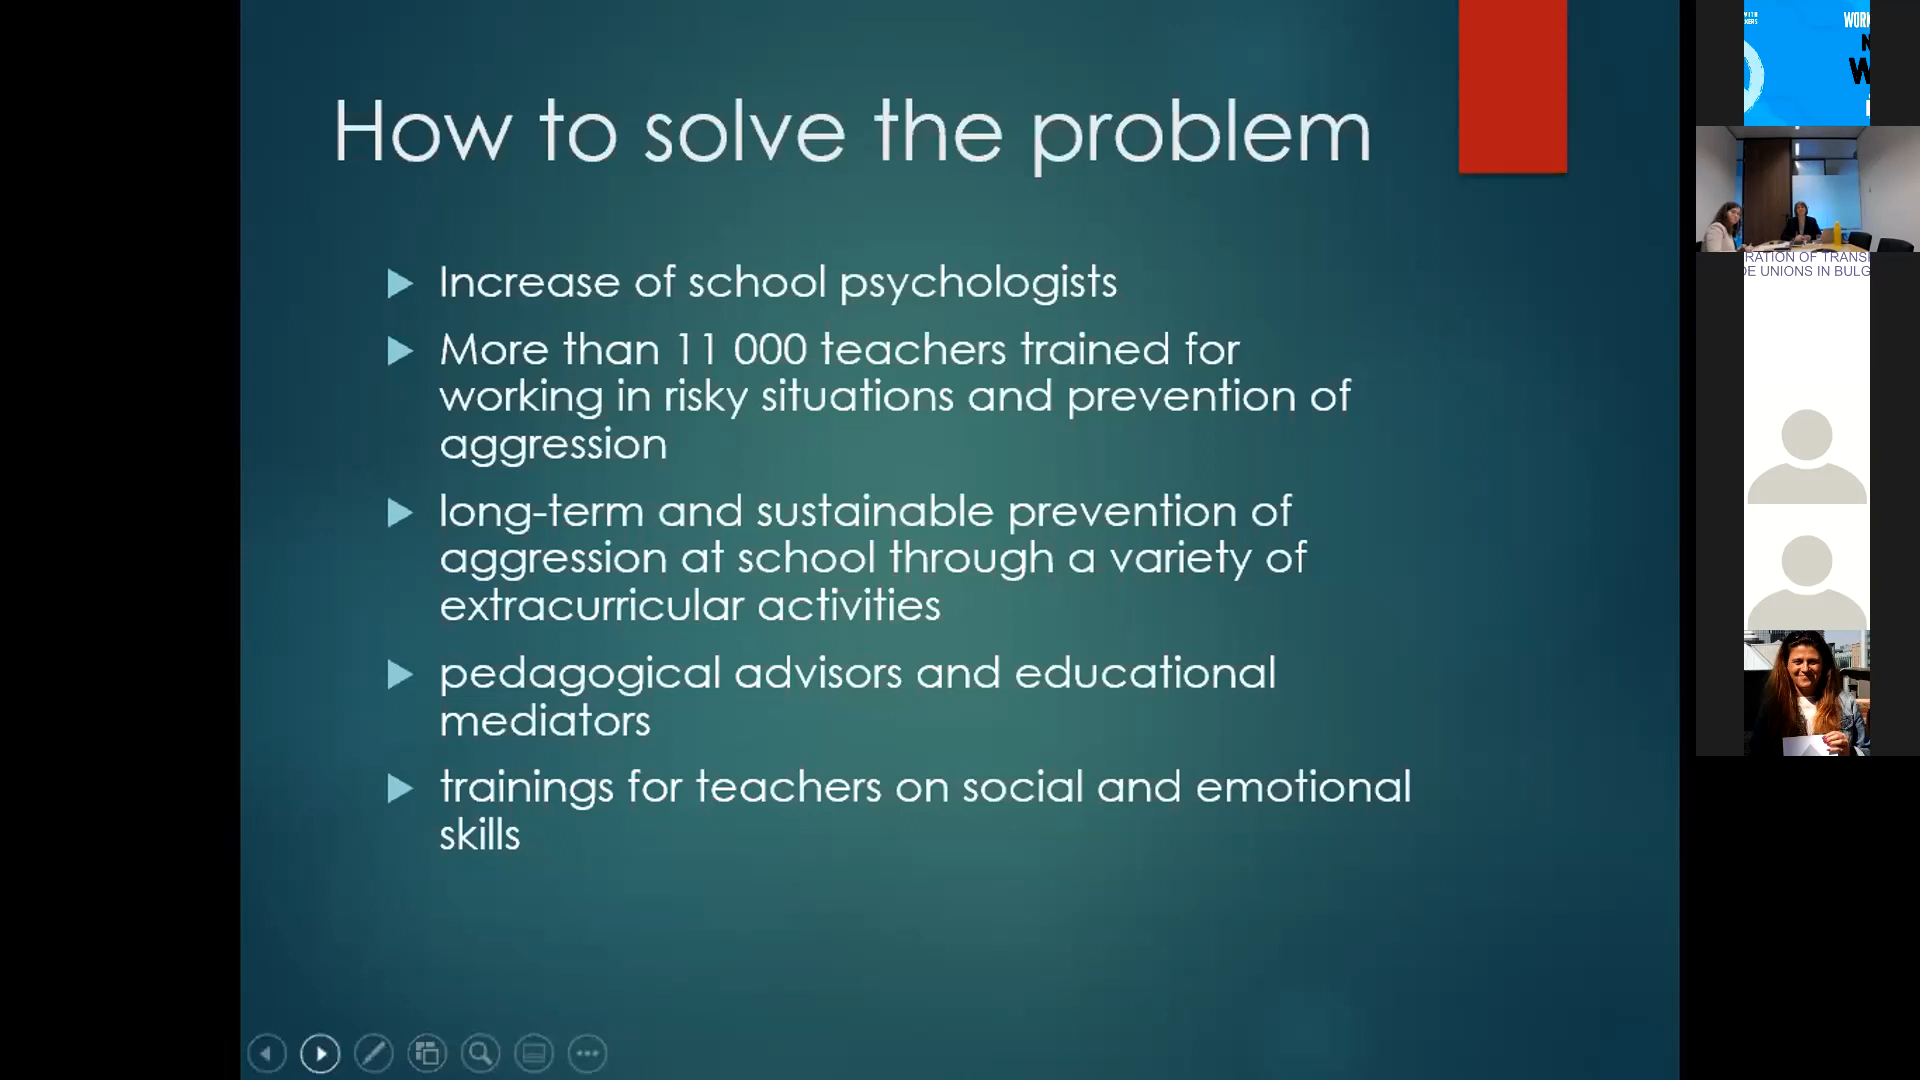 How to solve the problem
Increase of school psychologists
More than 11 000 teachers trained for
working in risky situations and prevention of
aggression
long-term and sustainable prevention of
aggression at school through a variety of
extracurricular activities
pedagogical advisors and educational
mediators
trainings for teachers on social and emotional
skills
WORK
RATION OF TRANS
DE UNIONS IN BULG